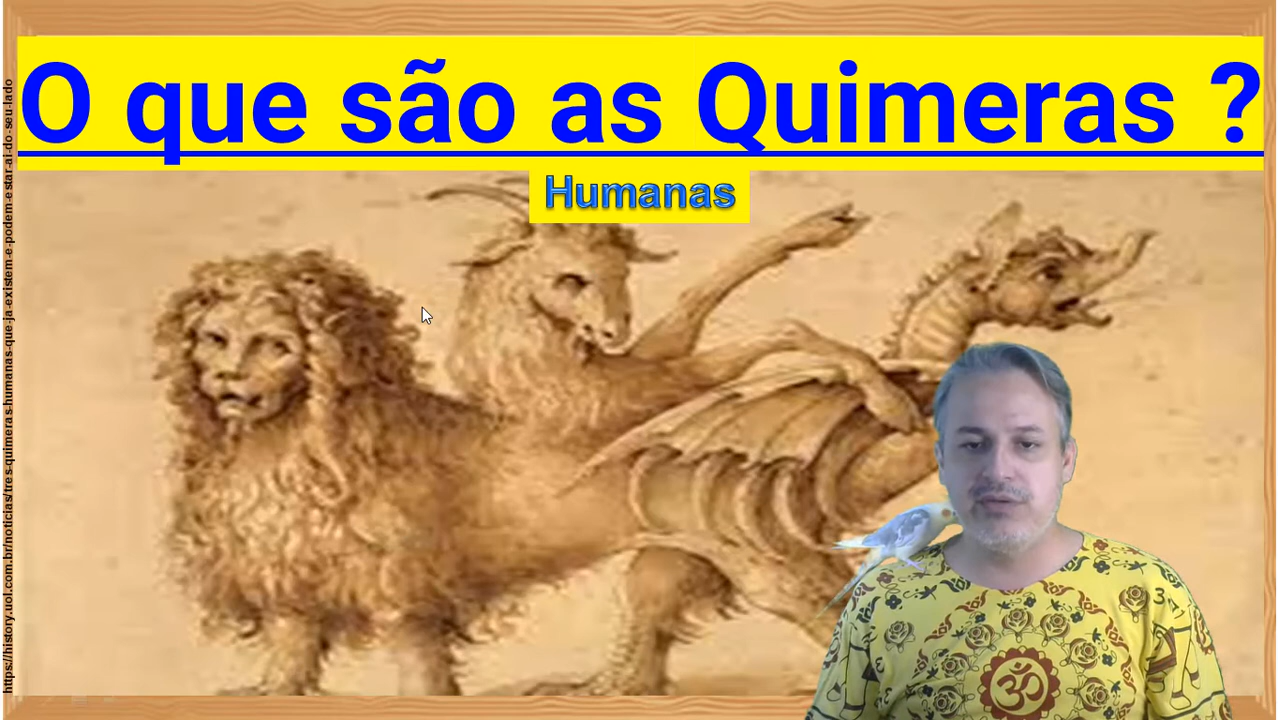 O que são as Quimeras ?
Humanas
https://history.uol.com.br/noticias/tres-quimeras-humanas-que-ja-existem-e-podem-estar-ai-do-seu-lado
ॐ